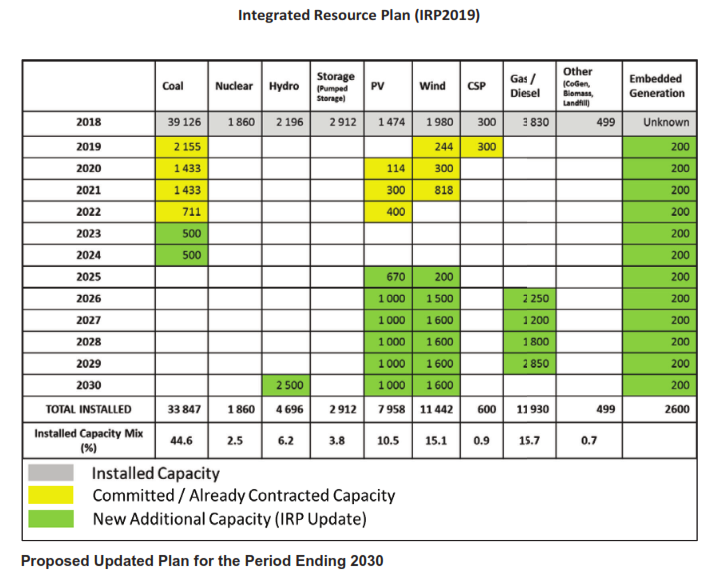 Integrated Resource Plan (IRP2019)
Coal Nuclear Hydro Storage (Pumped Storage) PV Wind CSP Gas / Diesel Other (CoGen, Biomass, Landfill) Embedded Generation
2018 39 126 1 860 2 196 2 912 1 474 1 980 300 3 830 499 Unknown
2019 2 155 244 300 200
2020 1 433 114 300 200
2021 1 433 300 818 200
2022 711 400 200
2023 500 200
2024 500 200
2025 670 200 200
2026 1 000 1 500 2 250 200
2027 1 000 1 600 1 200 200
2028 1 000 1 600 1 800 200
2029 1 000 1 600 2 850 200
2030 2 500 1 000 1 600 200
TOTAL INSTALLED 33 847 1 860 4 696 2 912 7 958 11 442 600 11 930 499 2600
Installed Capacity Mix (%) 44.6 2.5 6.2 3.8 10.5 15.1 0.9 15.7 0.7
Installed Capacity
Committed / Already Contracted Capacity
New Additional Capacity (IRP Update)
Proposed Updated Plan for the Period Ending 2030